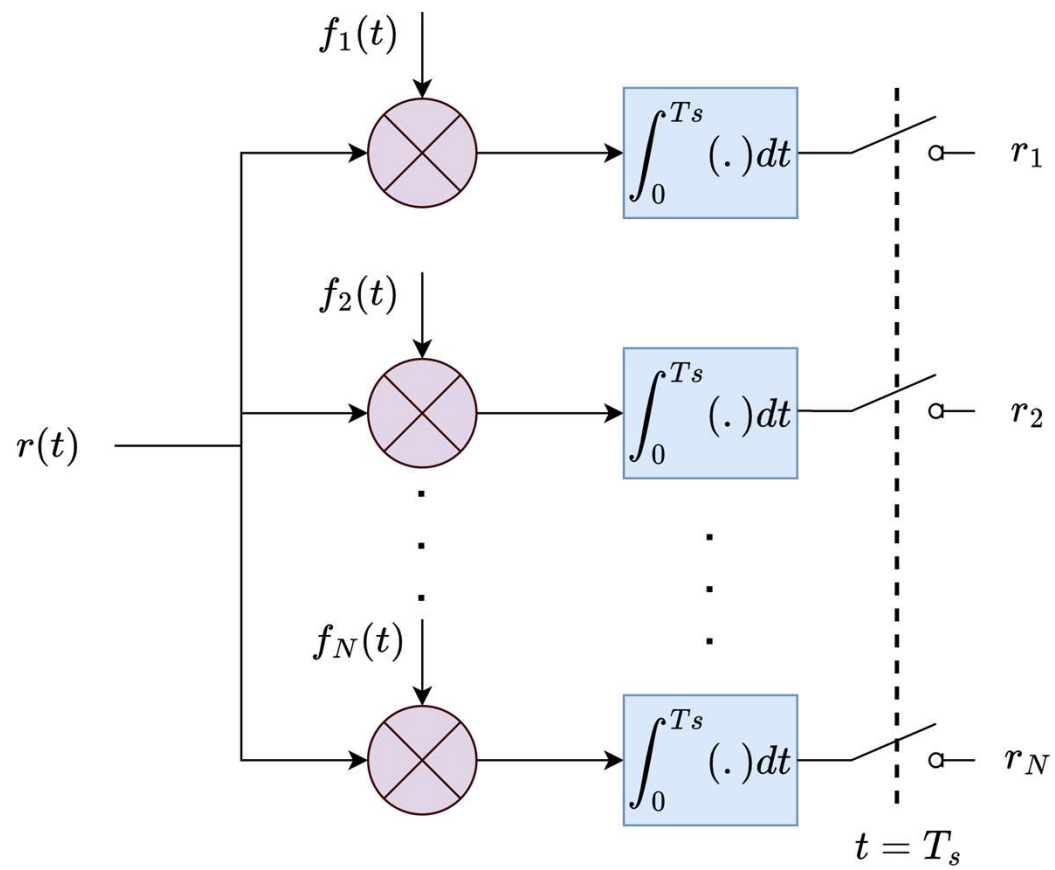 f_1(t)
∫_0^{Ts} (.)dt
r_1
f_2(t)
∫_0^{Ts} (.)dt
r_2
r(t)
f_N(t)
∫_0^{Ts} (.)dt
r_N
t = T_s